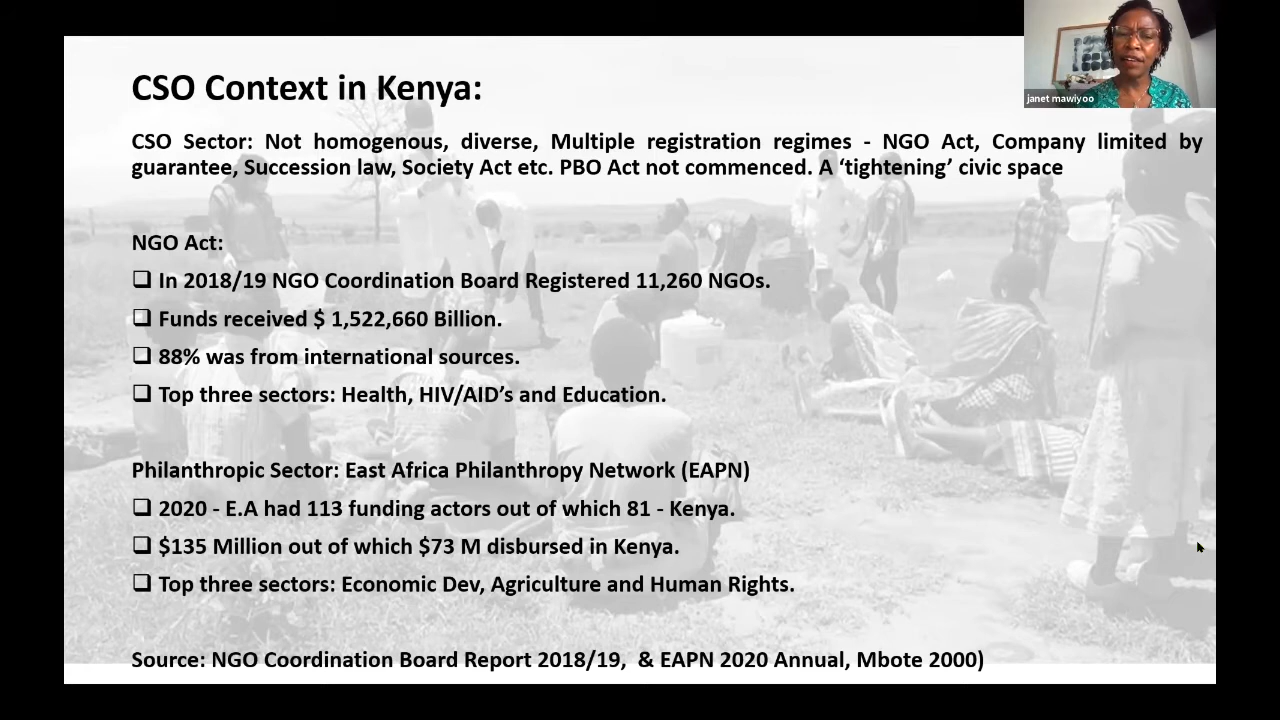 janet mawiyoo
CSO Context in Kenya:
CSO Sector: Not homogenous, diverse, Multiple registration regimes - NGO Act, Company limited by
guarantee, Succession law, Society Act etc. PBO Act not commenced. A ‘tightening’ civic space
NGO Act:
❑ In 2018/19 NGO Coordination Board Registered 11,260 NGOs.
❑ Funds received $ 1,522,660 Billion.
❑ 88% was from international sources.
❑ Top three sectors: Health, HIV/AID’s and Education.
Philanthropic Sector: East Africa Philanthropy Network (EAPN)
❑ 2020 - E.A had 113 funding actors out of which 81 - Kenya.
❑ $135 Million out of which $73 M disbursed in Kenya.
❑ Top three sectors: Economic Dev, Agriculture and Human Rights.
Source: NGO Coordination Board Report 2018/19,  & EAPN 2020 Annual, Mbote 2000)